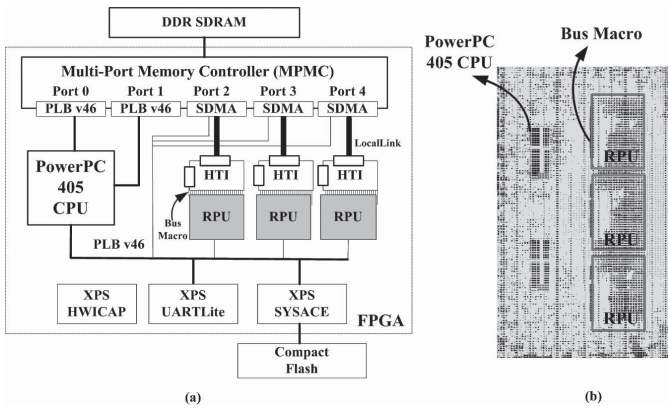 DDR SDRAM
Multi-Port Memory Controller (MPMC)
Port 0 Port 1 Port 2 Port 3 Port 4
PLB v46 PLB v46 SDMA SDMA SDMA
LocalLink
PowerPC
405
CPU
HTI HTI HTI
Bus
Macro
RPU RPU RPU
PLB v46
XPS
HWICAP
XPS
UARTLite
XPS
SYSACE
FPGA
Compact
Flash
(a)
PowerPC
405 CPU
Bus Macro
RPU
RPU
RPU
(b)